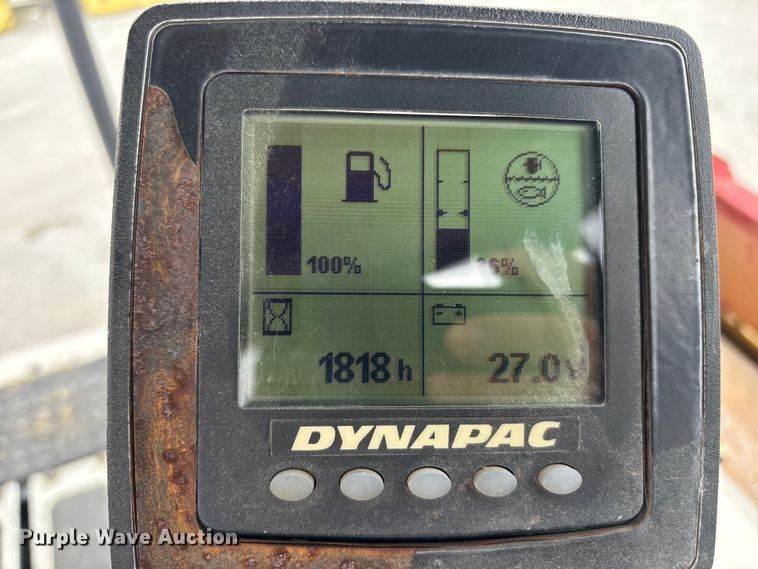 100%
1818 h
27.0
DYNAPAC
Purple Wave Auction